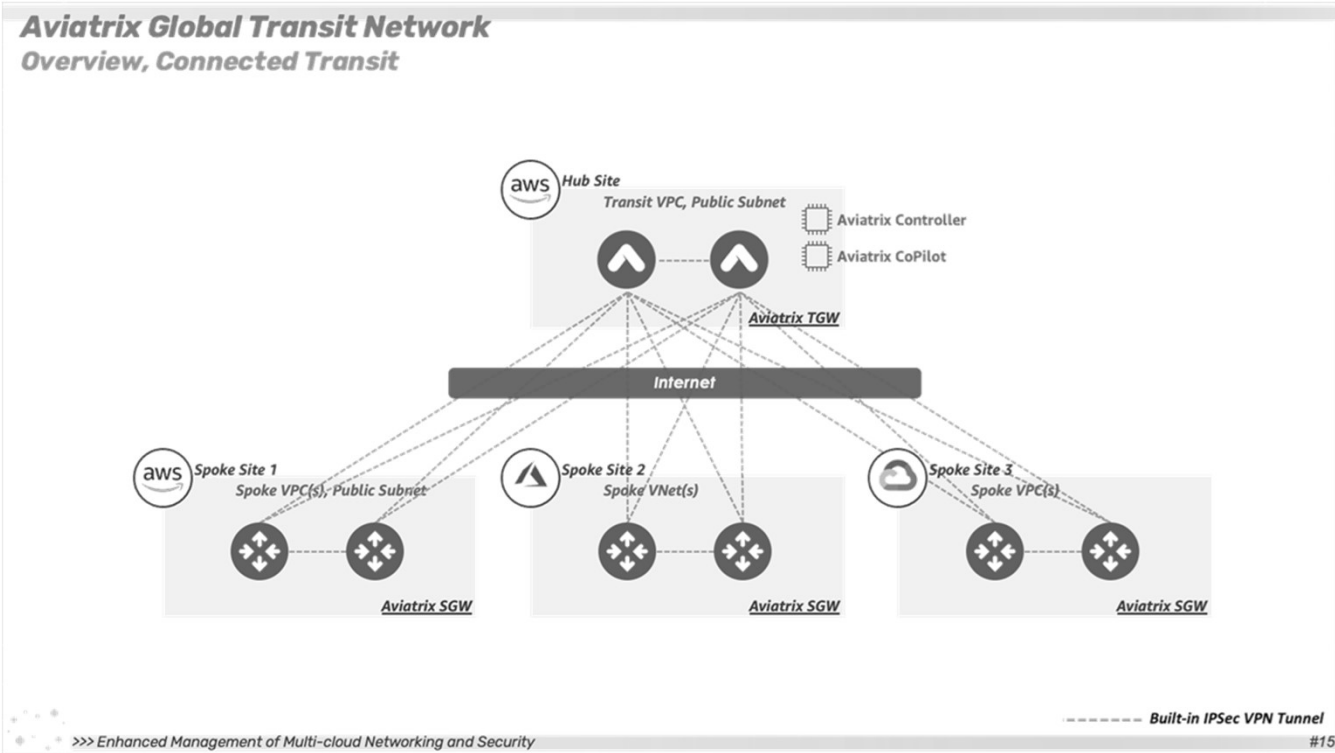 Aviatrix Global Transit Network
Overview, Connected Transit
aws
Hub Site
Transit VPC, Public Subnet
Aviatrix Controller
Aviatrix CoPilot
Aviatrix TGW
Internet
aws
Spoke Site 1
Spoke VPC(s), Public Subnet
Aviatrix SGW
Spoke Site 2
Spoke VNet(s)
Aviatrix SGW
Spoke Site 3
Spoke VPC(s)
Aviatrix SGW
Built-in IPSec VPN Tunnel
>>> Enhanced Management of Multi-cloud Networking and Security
#15